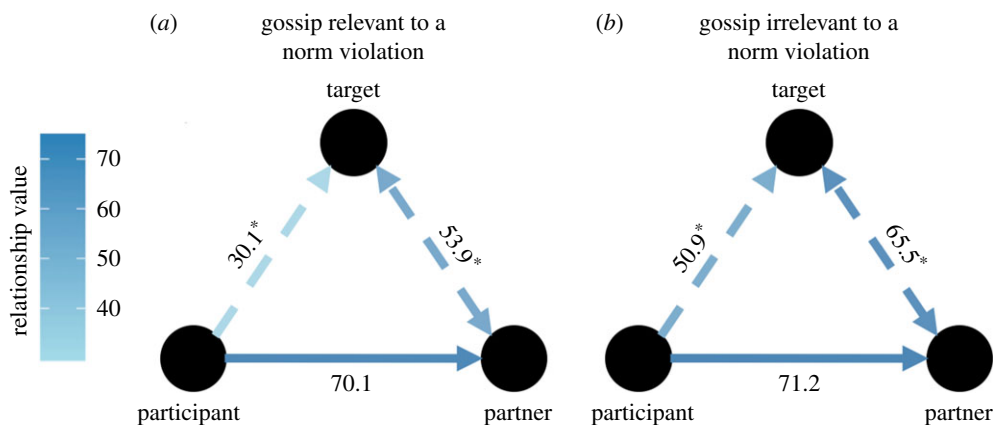 (a) gossip relevant to a
norm violation
target
relationship value
70
60
50
40
30.1*
53.9*
70.1
participant
partner
(b) gossip irrelevant to a
norm violation
target
50.9*
65.5*
71.2
participant
partner